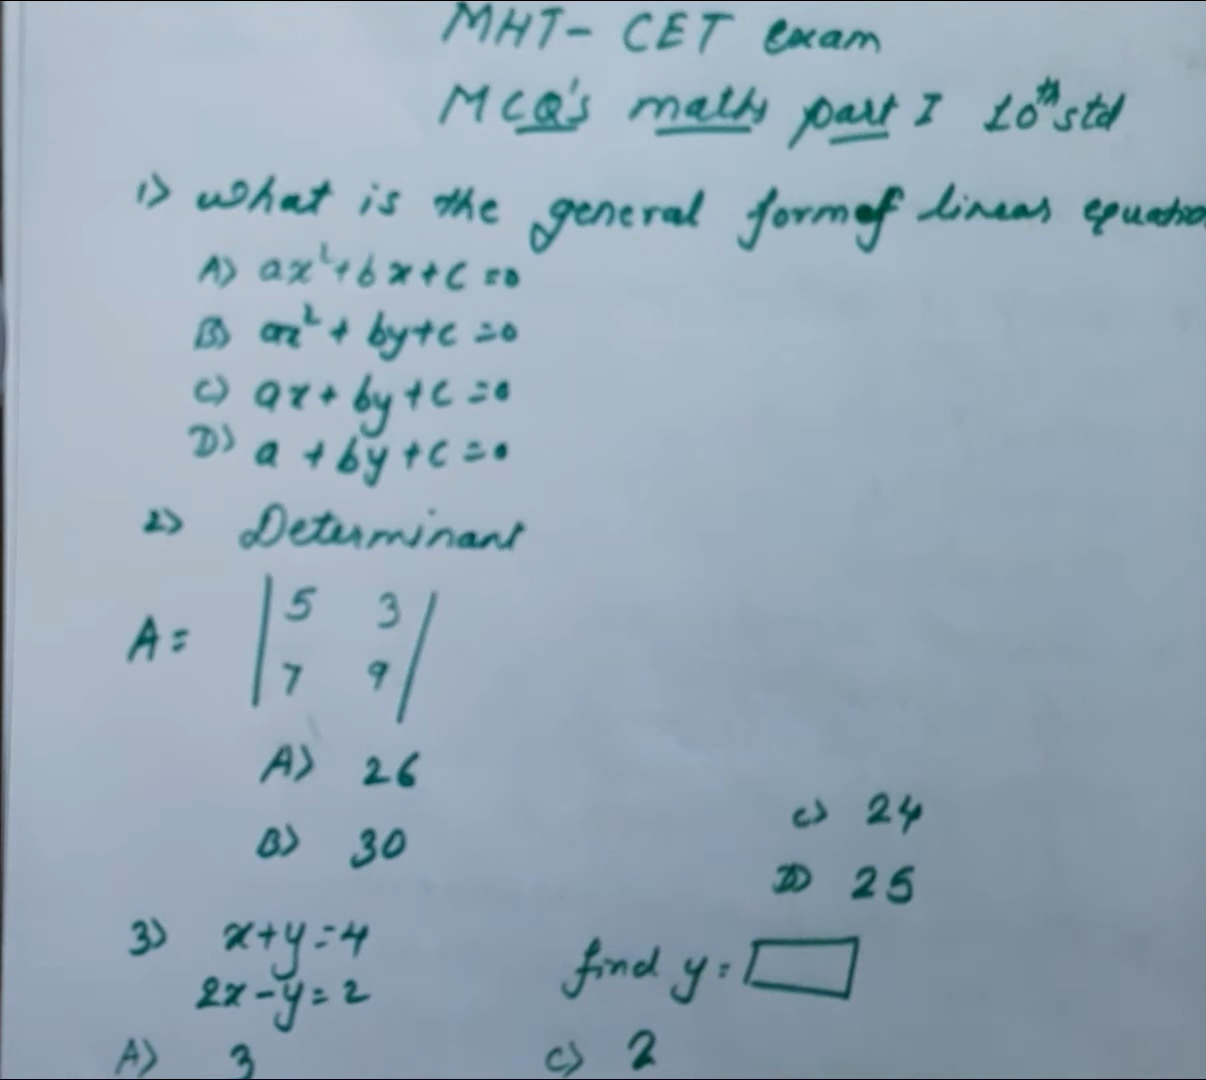 MHT- CET exam
MCQ's maths part I 10th std
1) what is the general form of linear equatio
A) ax²+bx+c=0
B) ax²+by+c=0
C) ax+by+c=0
D) a+by+c=0
2) Determinant
A= |5 3|
|7 9|
A) 26
B) 30
C) 24
D) 25
3) x+y=4
2x-y=2
find y=
A) 3
C) 2